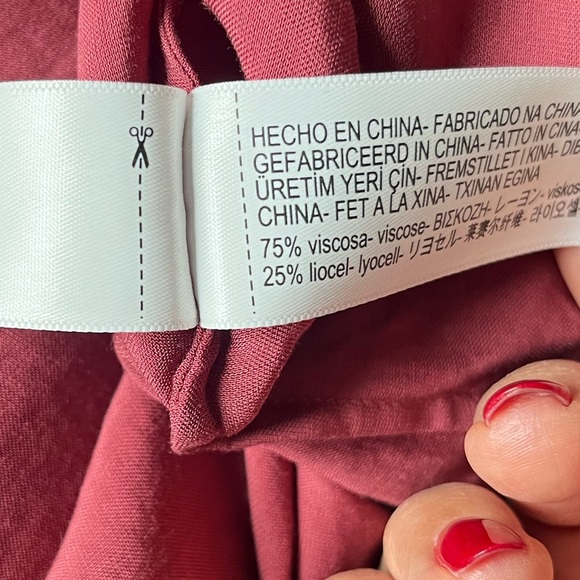 HECHO EN CHINA- FABRICADO NA CHINA
GEFABRICEERD IN CHINA- FATTO IN CINA
ÜRETİM YERİ ÇİN- FREMSTILLET I KINA-
CHINA- FET A LA XINA- TXINAN EGINA
75% viscosa- viscose- ΒΙΣΚΟΖΗ- レーヨン-
25% liocel- lyocell- リヨセル- 莱赛尔纤维- 라이오셀